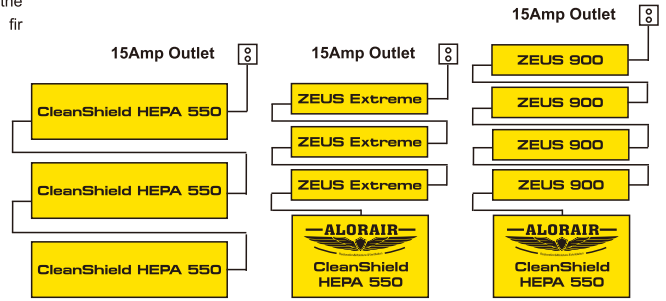 the
fir
15Amp Outlet
CleanShield HEPA 550
CleanShield HEPA 550
CleanShield HEPA 550
15Amp Outlet
ZEUS Extreme
ZEUS Extreme
ZEUS Extreme
ALORAIR
CleanShield
HEPA 550
15Amp Outlet
ZEUS 900
ZEUS 900
ZEUS 900
ZEUS 900
ALORAIR
CleanShield
HEPA 550